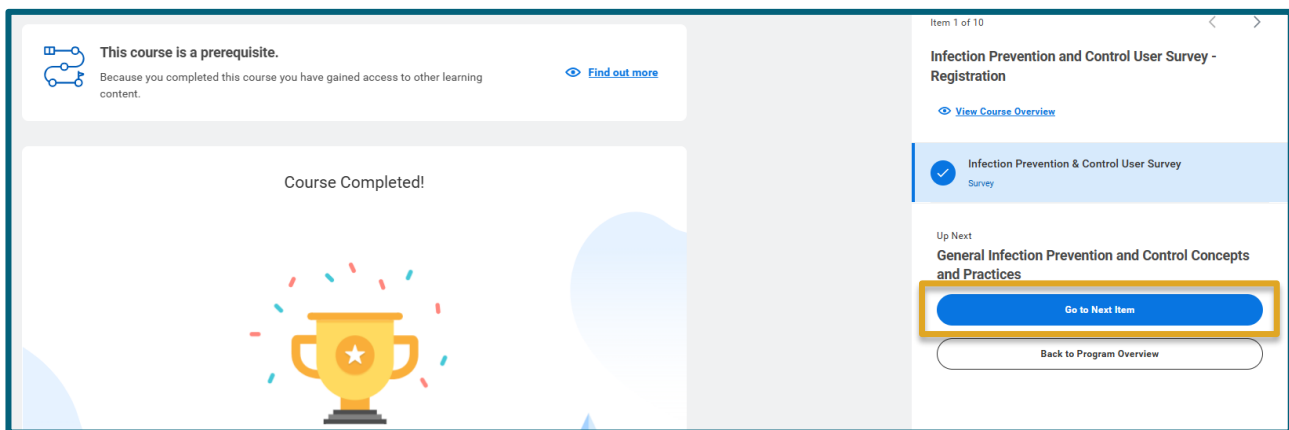 This course is a prerequisite.
Because you completed this course you have gained access to other learning
content.
Find out more
Course Completed!
Item 1 of 10
Infection Prevention and Control User Survey -
Registration
View Course Overview
Infection Prevention & Control User Survey
Survey
Up Next
General Infection Prevention and Control Concepts
and Practices
Go to Next Item
Back to Program Overview